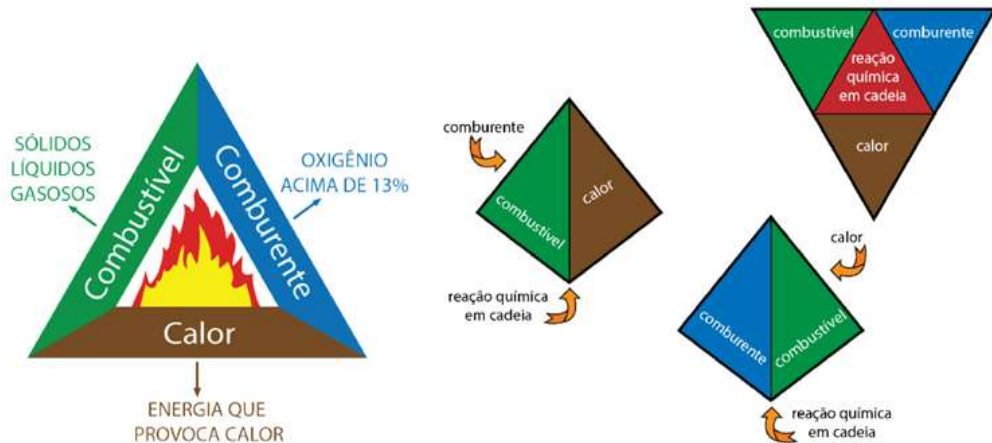 SÓLIDOS
LÍQUIDOS
GASOSOS
Combustível
Comburente
OXIGÊNIO
ACIMA DE 13%
Calor
ENERGIA QUE
PROVOCA CALOR
comburente
combustível
calor
reação química
em cadeia
combustível
comburente
reação
química
em cadeia
calor
calor
comburente
combustível
reação química
em cadeia